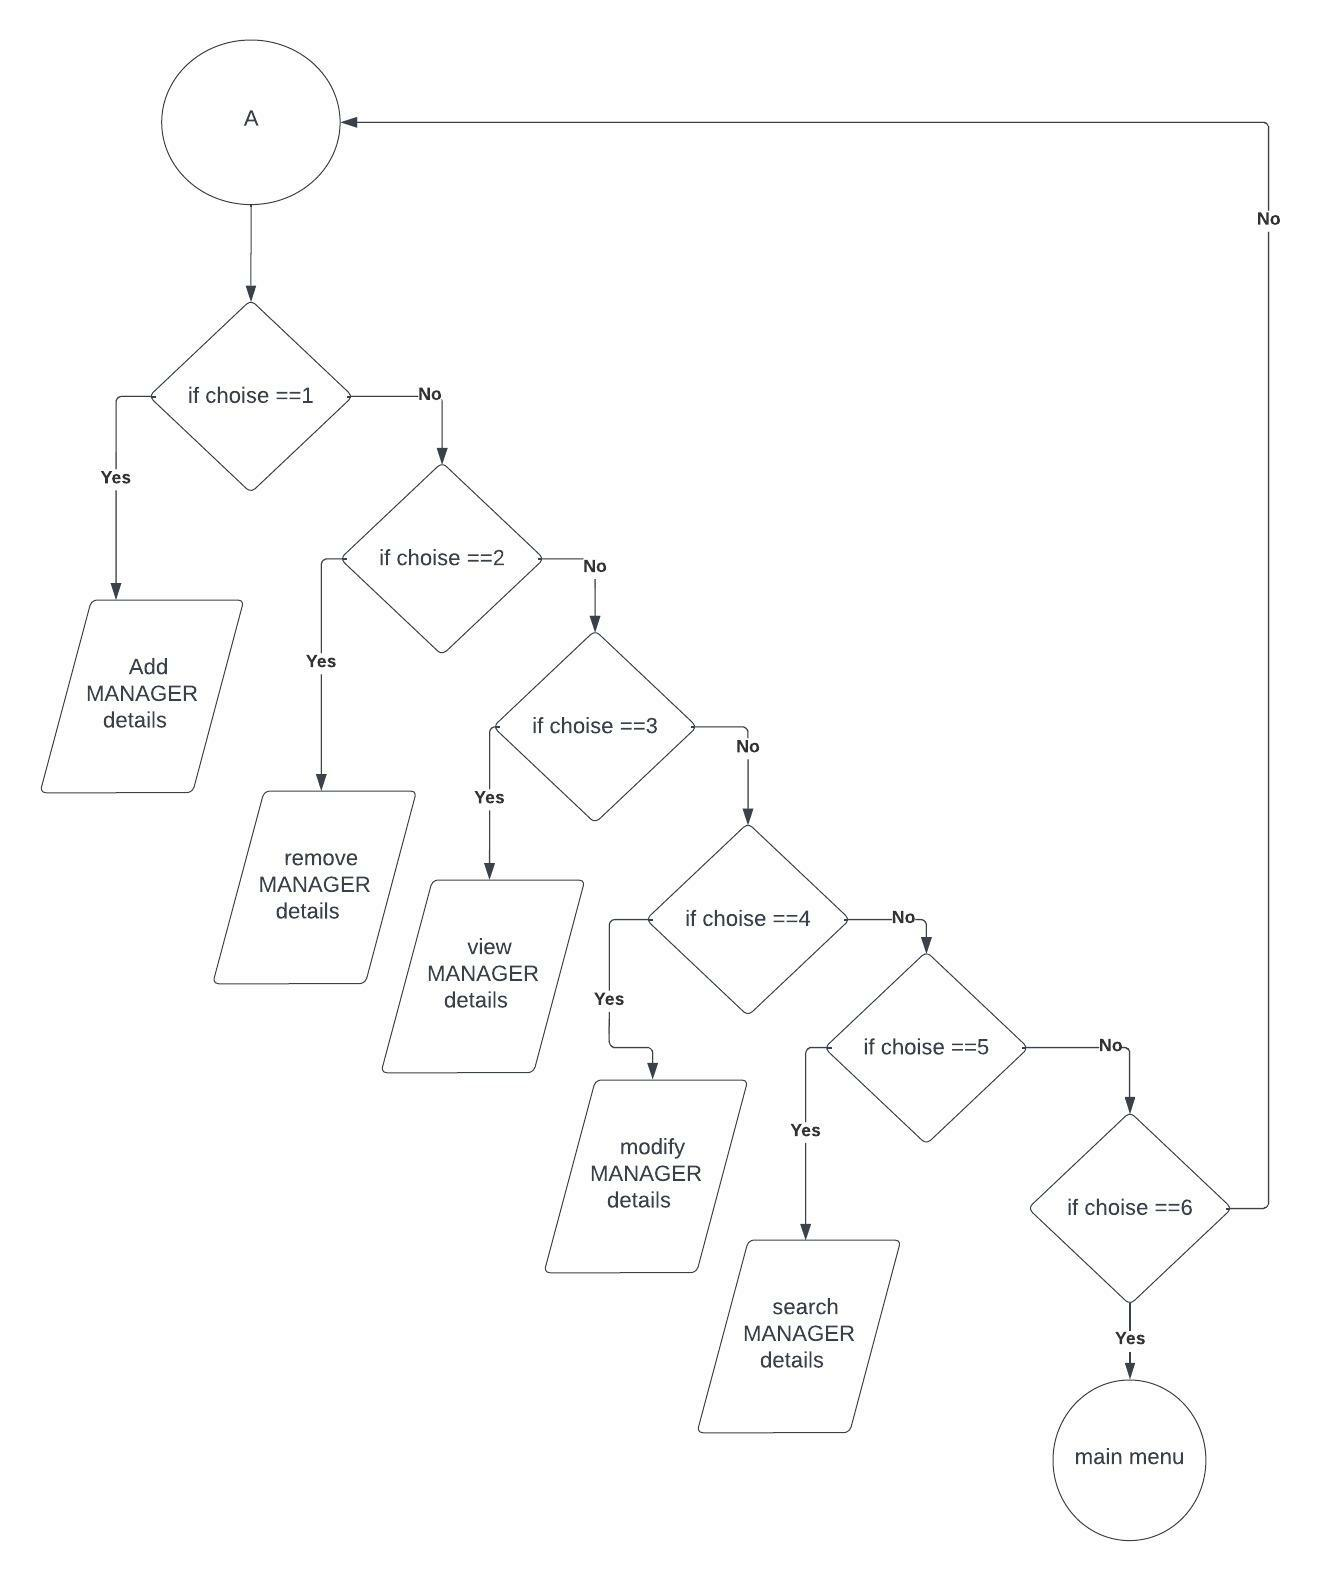 A
No
if choise ==1
No
Yes
if choise ==2
No
Yes
Add
MANAGER
details
if choise ==3
No
Yes
remove
MANAGER
details
if choise ==4
No
view
MANAGER
details
Yes
if choise ==5
No
modify
MANAGER
details
Yes
if choise ==6
search
MANAGER
details
Yes
main menu